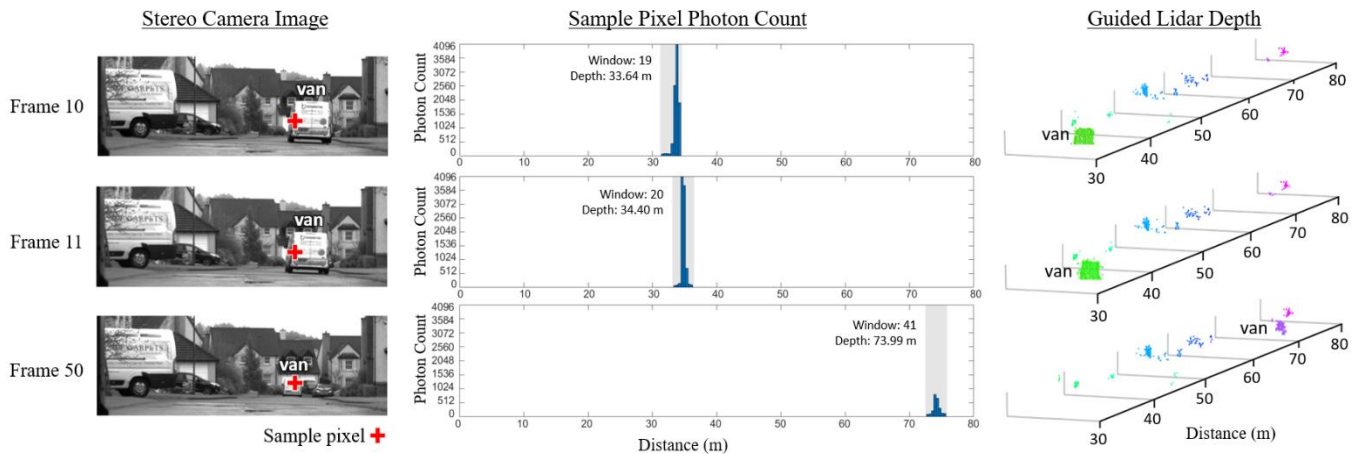 Stereo Camera Image
Sample Pixel Photon Count
Guided Lidar Depth
Frame 10
van
CARPETS
Photon Count
4096
3584
3072
2560
2048
1536
1024
512
0
Window: 19
Depth: 33.64 m
0 10 20 30 40 50 60 70 80
van
30 40 50 60 70 80
Frame 11
van
CARPETS
Photon Count
4096
3584
3072
2560
2048
1536
1024
512
0
Window: 20
Depth: 34.40 m
0 10 20 30 40 50 60 70 80
van
30 40 50 60 70 80
Frame 50
van
CARPETS
Sample pixel
Photon Count
4096
3584
3072
2560
2048
1536
1024
512
0
Window: 41
Depth: 73.99 m
0 10 20 30 40 50 60 70 80
Distance (m)
van
30 40 50 60 70 80
Distance (m)